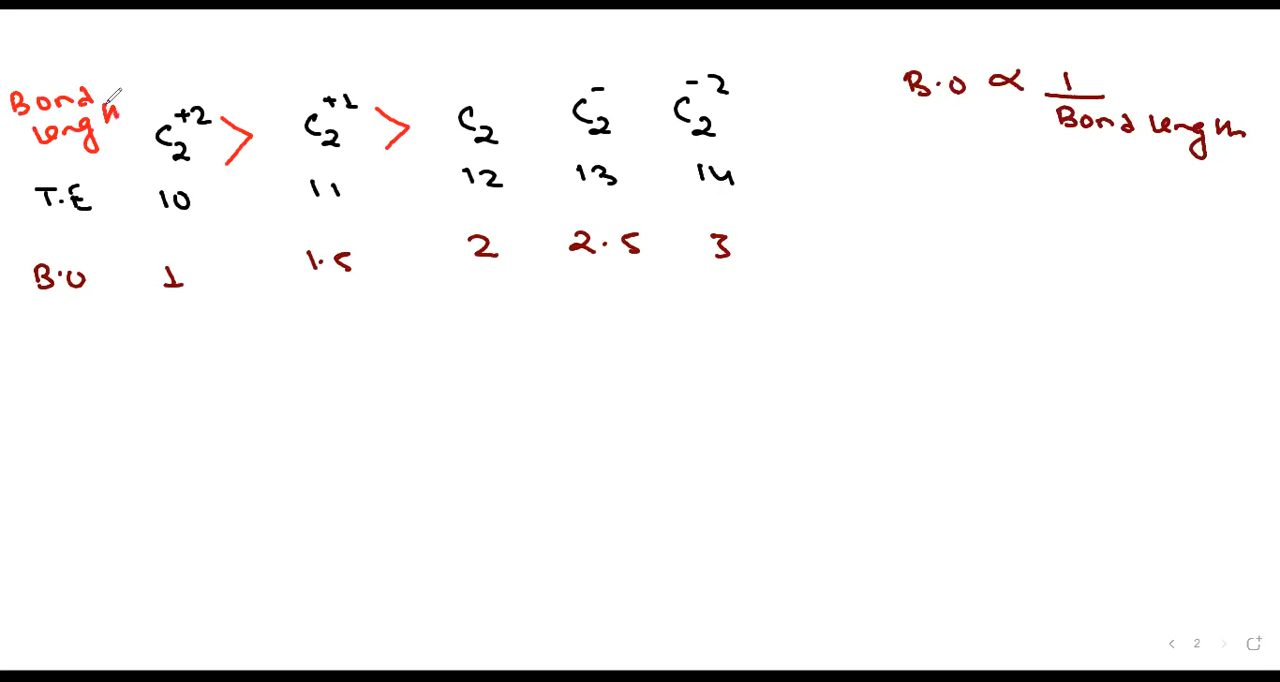 Bond length C₂⁺² > C₂⁺¹ > C₂ C₂⁻ C₂⁻²
T.E 10 11 12 13 14
B.O 1 1.5 2 2.5 3
B.O ∝ 1/Bond length
2